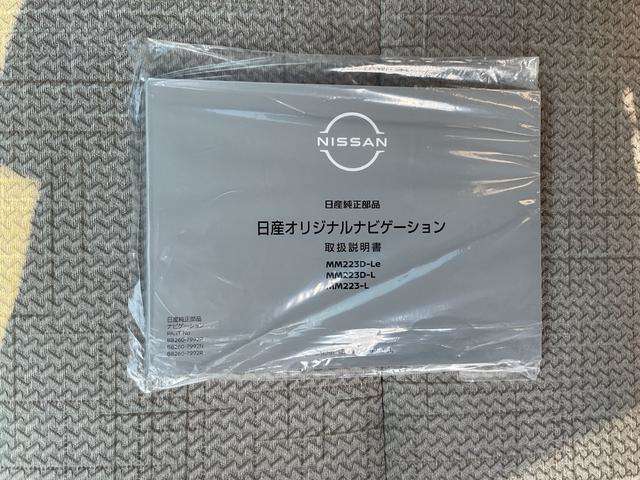 NISSAN
日産純正部品
日産オリジナルナビゲーション
取扱説明書
MM223D-Le
MM223D-L
MM223-L
日産純正部品
ナビゲーション
PART No.